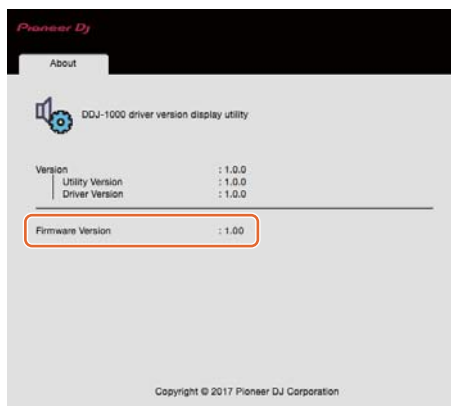 Pioneer Dj
About
DDJ-1000 driver version display utility
Version : 1.0.0
Utility Version : 1.0.0
Driver Version : 1.0.0
Firmware Version : 1.00
Copyright © 2017 Pioneer DJ Corporation